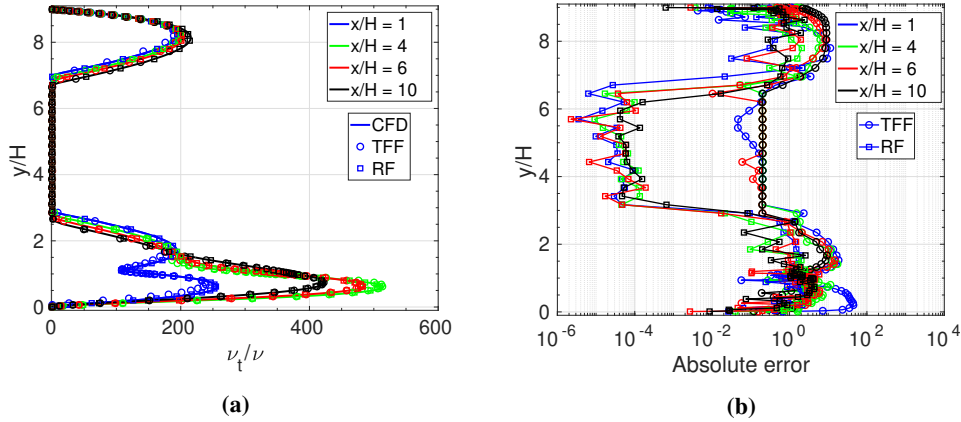 8
6
4
2
0
y/H
0
200
400
600
ν_t/ν
x/H = 1
x/H = 4
x/H = 6
x/H = 10
CFD
TFF
RF
(a)
8
6
4
2
0
y/H
10^-6
10^-4
10^-2
10^0
10^2
10^4
Absolute error
x/H = 1
x/H = 4
x/H = 6
x/H = 10
TFF
RF
(b)